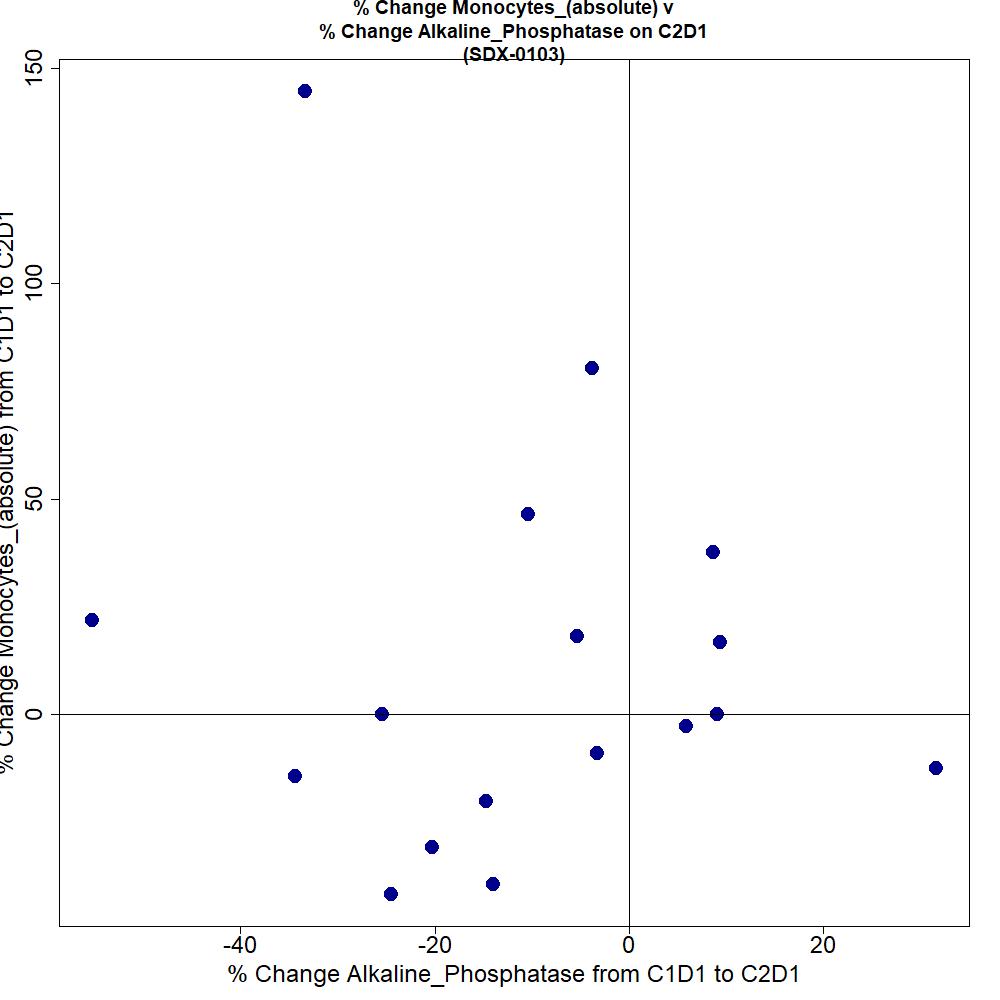 % Change Monocytes_(absolute) v
% Change Alkaline_Phosphatase on C2D1
(SDX-0103)
150
100
50
0
% Change Monocytes_(absolute) from C1D1 to C2D1
-40 -20 0 20
% Change Alkaline_Phosphatase from C1D1 to C2D1